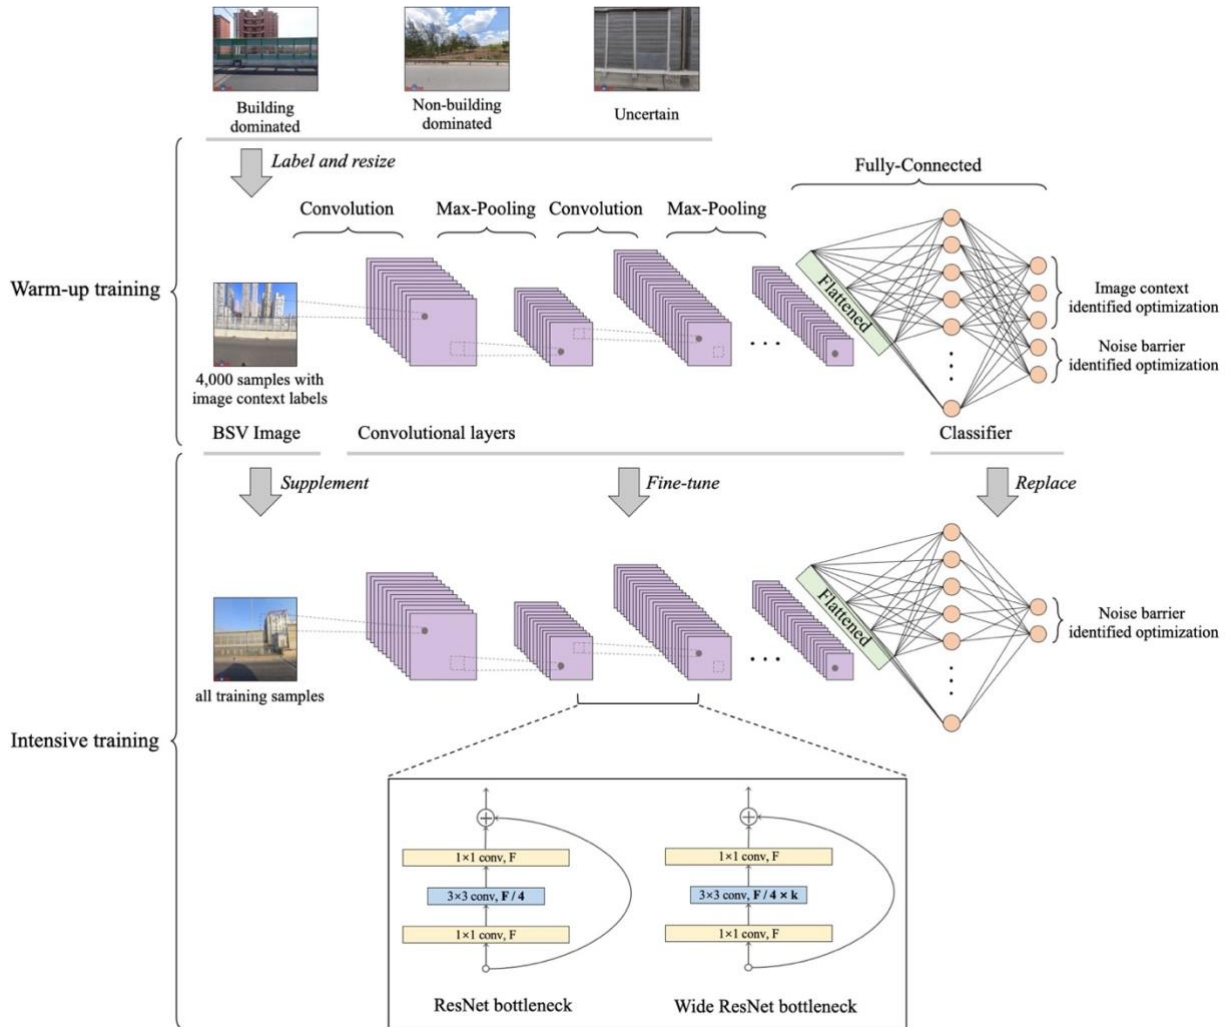 Building
dominated
Non-building
dominated
Uncertain
Label and resize
Fully-Connected
Convolution
Max-Pooling
Convolution
Max-Pooling
Warm-up training
Flattened
Image context
identified optimization
Noise barrier
identified optimization
4,000 samples with
image context labels
BSV Image
Convolutional layers
Classifier
Supplement
Fine-tune
Replace
Flattened
Noise barrier
identified optimization
all training samples
Intensive training
1×1 conv, F
3×3 conv, F / 4
1×1 conv, F
ResNet bottleneck
1×1 conv, F
3×3 conv, F / 4 × k
1×1 conv, F
Wide ResNet bottleneck